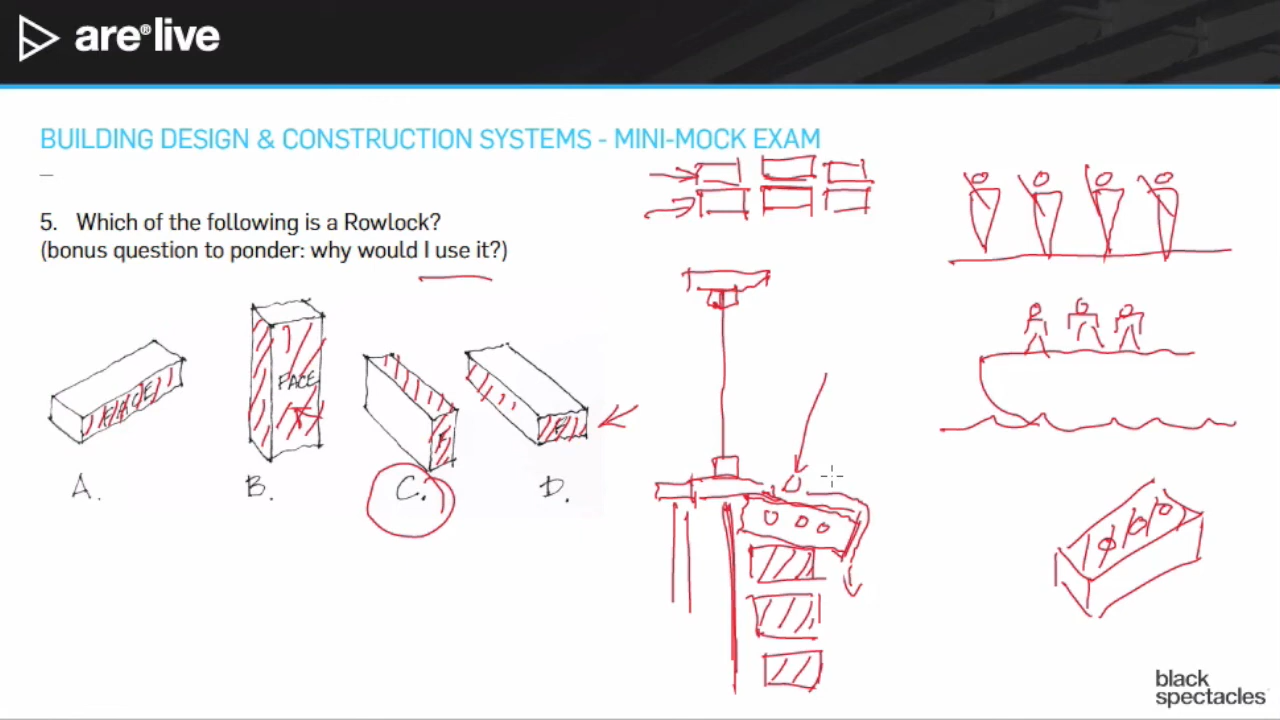 are®live
BUILDING DESIGN & CONSTRUCTION SYSTEMS - MINI-MOCK EXAM
5. Which of the following is a Rowlock?
(bonus question to ponder: why would I use it?)
FACE
FACE
F
F
A.
B.
C.
D.
black
spectacles